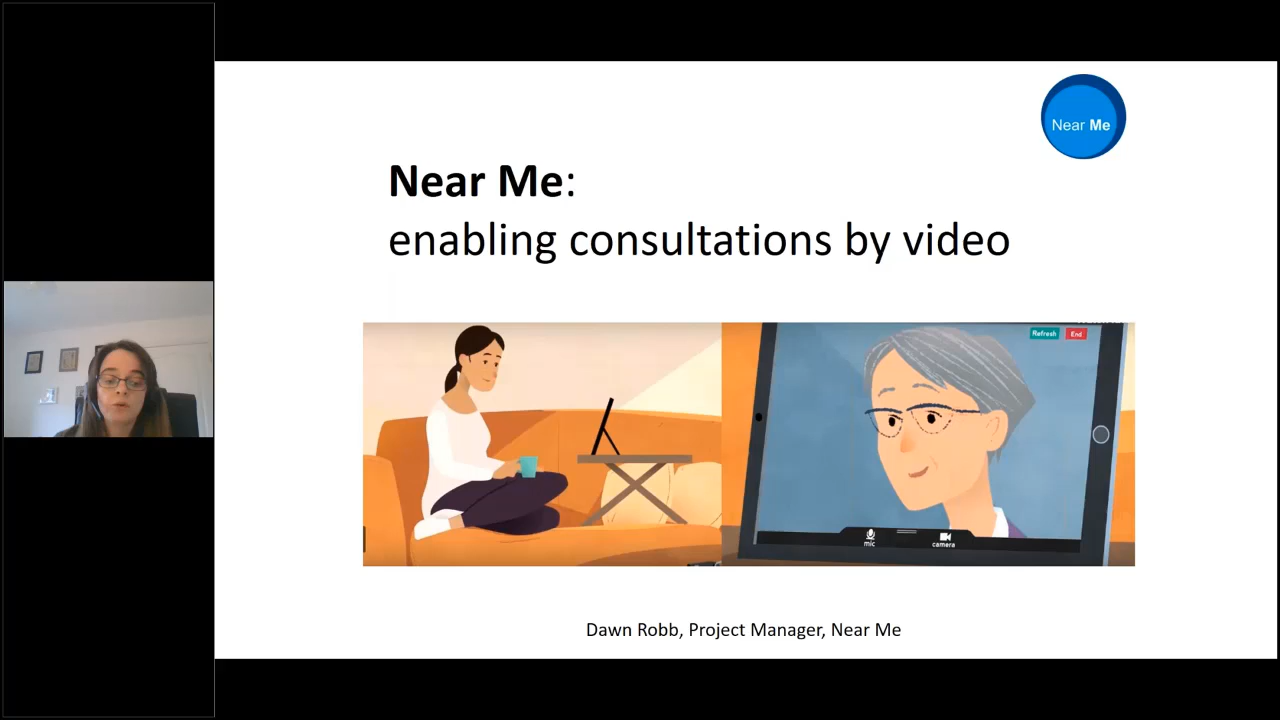 Near Me
Near Me:
enabling consultations by video
Refresh
End
mic
camera
Dawn Robb, Project Manager, Near Me